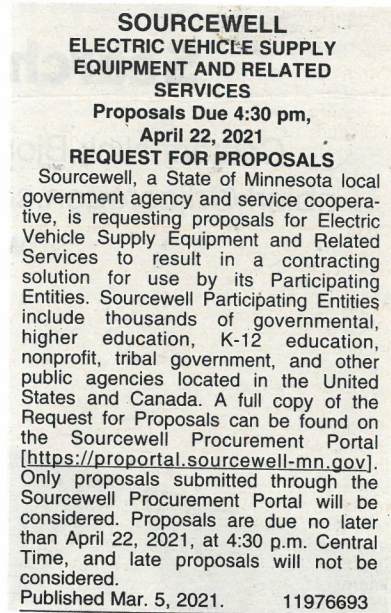 SOURCEWELL
ELECTRIC VEHICLE SUPPLY
EQUIPMENT AND RELATED
SERVICES
Proposals Due 4:30 pm,
April 22, 2021
REQUEST FOR PROPOSALS
Sourcewell, a State of Minnesota local
government agency and service coopera-
tive, is requesting proposals for Electric
Vehicle Supply Equipment and Related
Services to result in a contracting
solution for use by its Participating
Entities. Sourcewell Participating Entities
include thousands of governmental,
higher education, K-12 education,
nonprofit, tribal government, and other
public agencies located in the United
States and Canada. A full copy of the
Request for Proposals can be found on
the Sourcewell Procurement Portal
[https://proportal.sourcewell-mn.gov].
Only proposals submitted through the
Sourcewell Procurement Portal will be
considered. Proposals are due no later
than April 22, 2021, at 4:30 p.m. Central
Time, and late proposals will not be
considered.
Published Mar. 5, 2021. 11976693